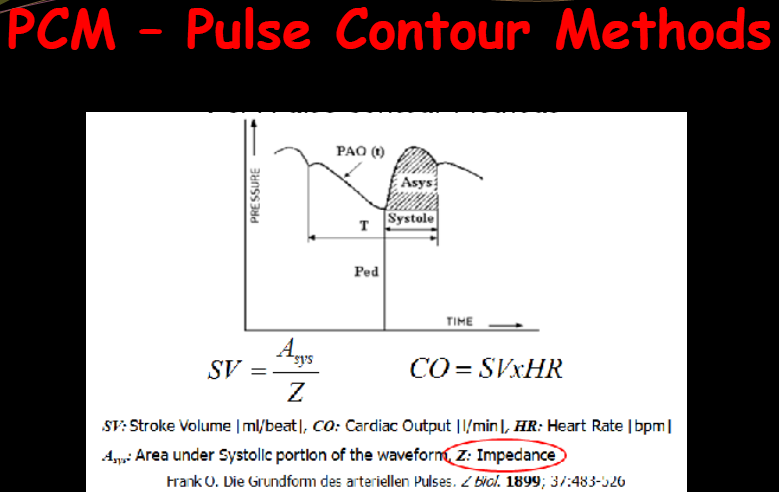 PCM – Pulse Contour Methods
PAO (t)
PRESSURE
Asys
Systole
T
Ped
TIME
SV = Asys / Z
CO = SVxHR
SV: Stroke Volume [ml/beat], CO: Cardiac Output [l/min], HR: Heart Rate [bpm]
Asys: Area under Systolic portion of the waveform, Z: Impedance
Frank O. Die Grundform des arteriellen Pulses. Z Biol. 1899; 37:483-526